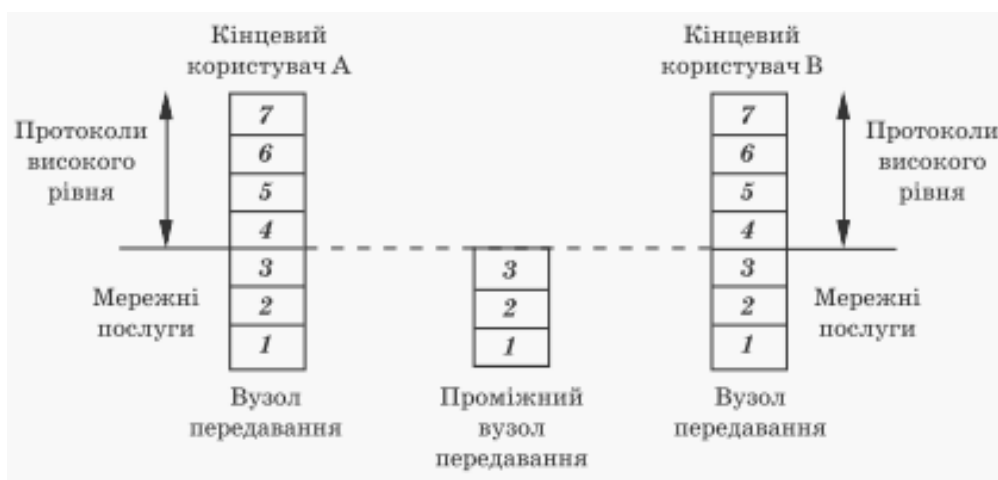 Кінцевий
користувач А
Кінцевий
користувач В
Протоколи
високого
рівня
7
6
5
4
3
2
1
Мережні
послуги
Вузол
передавання
3
2
1
Проміжний
вузол
передавання
7
6
5
4
3
2
1
Протоколи
високого
рівня
Мережні
послуги
Вузол
передавання